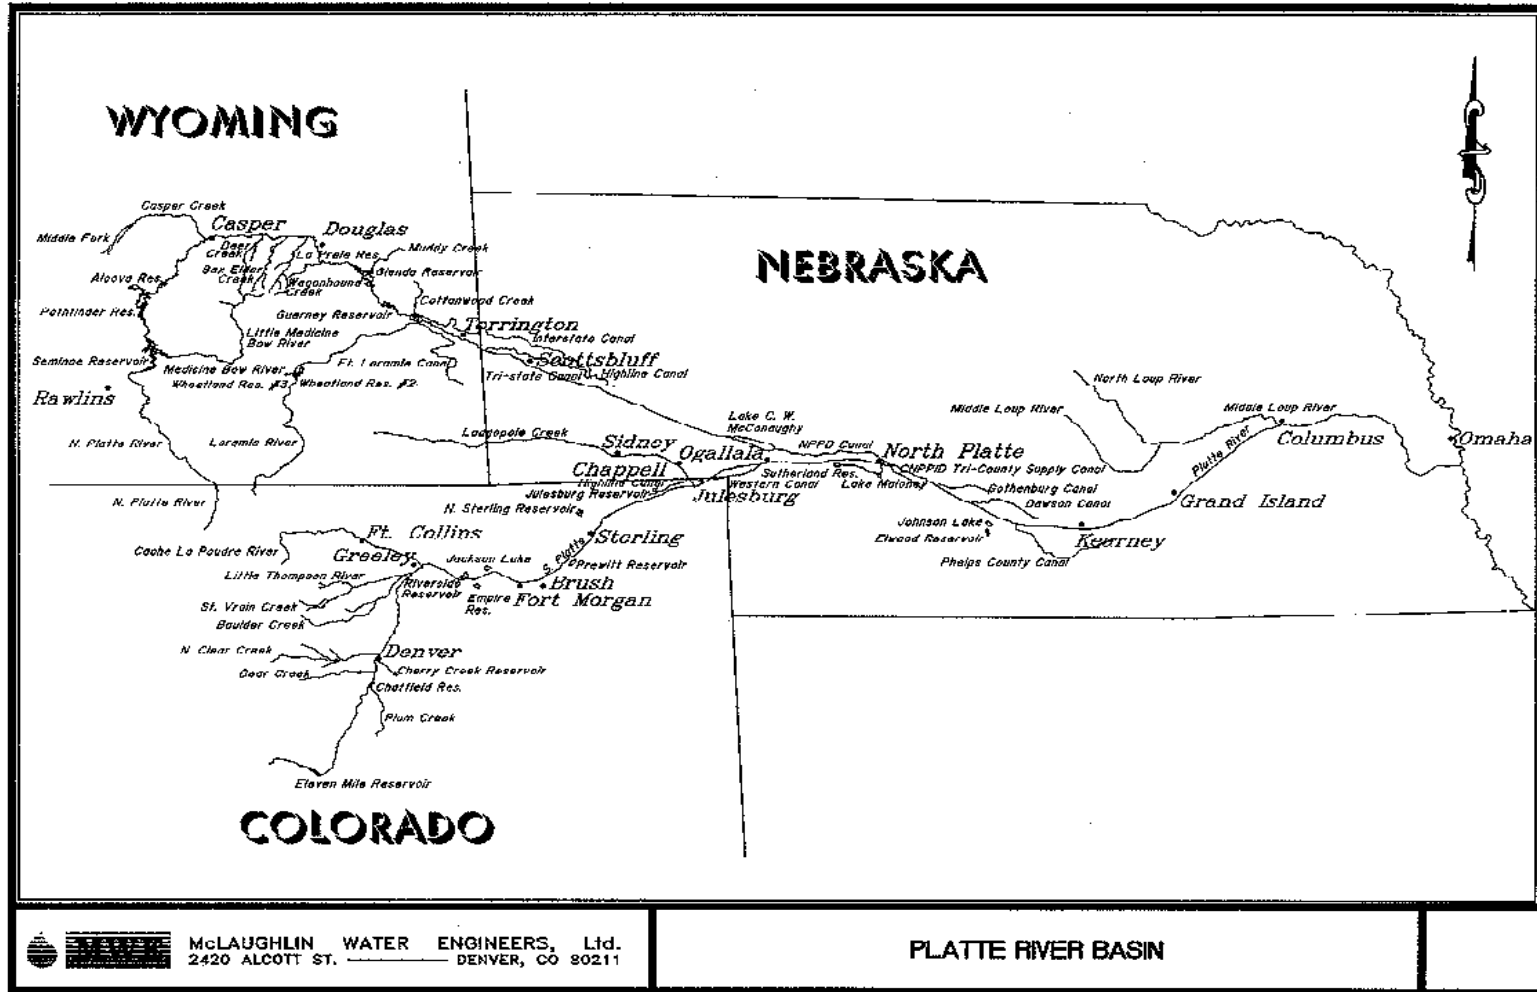 WYOMING
NEBRASKA
COLORADO
Casper Creek
Middle Fork
Casper
Douglas
Deer
Creek
La Prele Res.
Muddy Creek
Box Elder
Creek
Glendo Reservoir
Alcova Res.
Wagonhound
Creek
Pathfinder Res.
Cottonwood Creek
Guerney Reservoir
Torrington
Little Medicine
Bow River
Interstate Canal
Seminoe Reservoir
Medicine Bow River
Ft. Laramie Canal
Scottsbluff
Tri-state Canal
Highline Canal
Wheatland Res. #3
Wheatland Res. #2
Rawlins
North Loup River
Middle Loup River
Middle Loup River
N. Platte River
Laramie River
Lodgepole Creek
Lake C. W.
McConaughy
Sidney
Ogallala
NPPD Canal
North Platte
Platte River
Columbus
Omaha
Chappell
Highline Canal
Julesburg Reservoir
Julesburg
Western Canal
Sutherland Res.
Lake Maloney
CNPPID Tri-County Supply Canal
Gothenburg Canal
Dawson Canal
Grand Island
N. Platte River
N. Sterling Reservoir
Johnson Lake
Elwood Reservoir
Kearney
Phelps County Canal
Ft. Collins
Cache La Poudre River
Greeley
Jackson Lake
S. Platte
Sterling
Prewitt Reservoir
Little Thompson River
Riverside
Reservoir
Empire
Res.
Brush
Fort Morgan
St. Vrain Creek
Boulder Creek
N. Clear Creek
Denver
Cherry Creek Reservoir
Chatfield Res.
Plum Creek
Eleven Mile Reservoir
McLAUGHLIN WATER ENGINEERS, Ltd.
2420 ALCOTT ST. DENVER, CO 80211
PLATTE RIVER BASIN